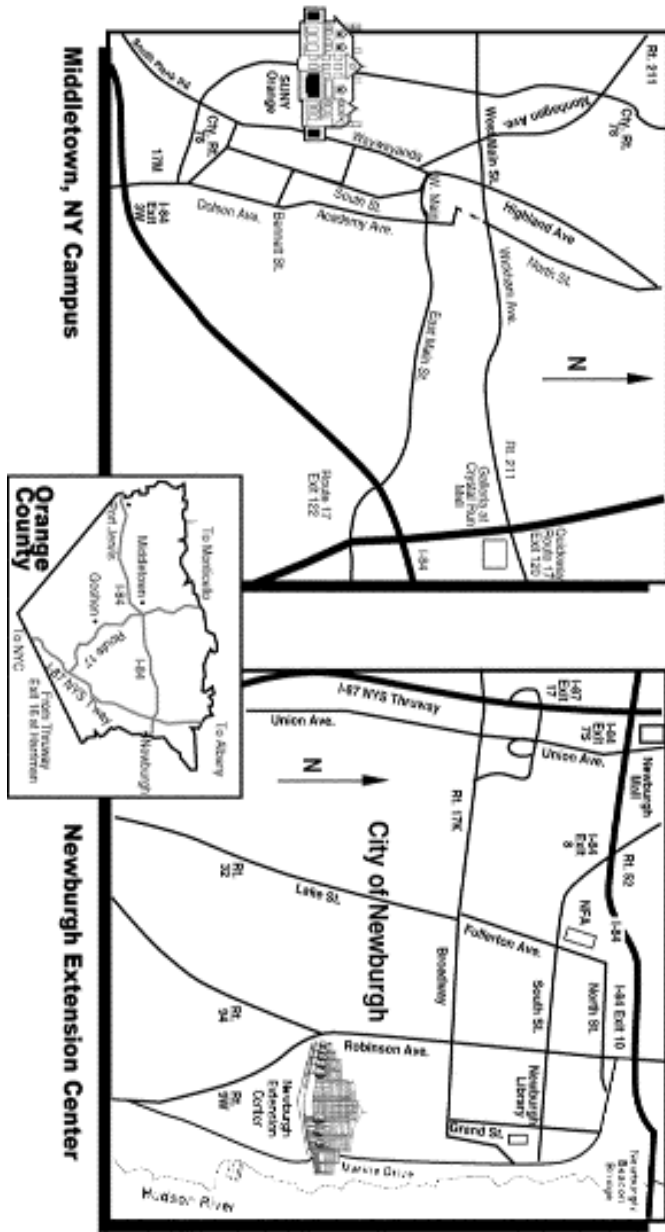 Rt. 211
Cty. Rt.
78
Monhagen Ave.
West Main St.
Highland Ave
North St.
Wickham Ave.
Rt. 211
N
SUNY
Orange
Wawayanda
W. Main
South St.
Academy Ave.
East Main St.
Cty. Rt.
78
Bennett St.
Dolson Ave.
17M
I-84
Exit
3W
Galleria at
Crystal Run
Mall
Route 17
Exit 120
Route 17
Exit 122
I-84
Middletown, NY Campus
To Monticello
To Albany
Port Jervis
I-84
Middletown
Goshen
Route 17
I-84
Newburgh
I-87 NYS Thwy
To NYC
From Thruway
Exit 16 at Harriman
Orange
County
I-87
Exit
17
I-84
Exit
Newburgh
Mall
I-87 NYS Thruway
Union Ave.
Union Ave.
Rt. 17K
I-84
Exit
Rt. 52
I-84
NFA
N
City of Newburgh
Rt.
32
Lake St.
Fullerton Ave.
Broadway
South St.
North St.
I-84 Exit 10
Rt.
94
Robinson Ave.
Newburgh
Library
Grand St.
Rt.
9W
Newburgh
Extension
Center
Drive
Newburgh
Beacon
Bridge
Hudson River
Newburgh Extension Center